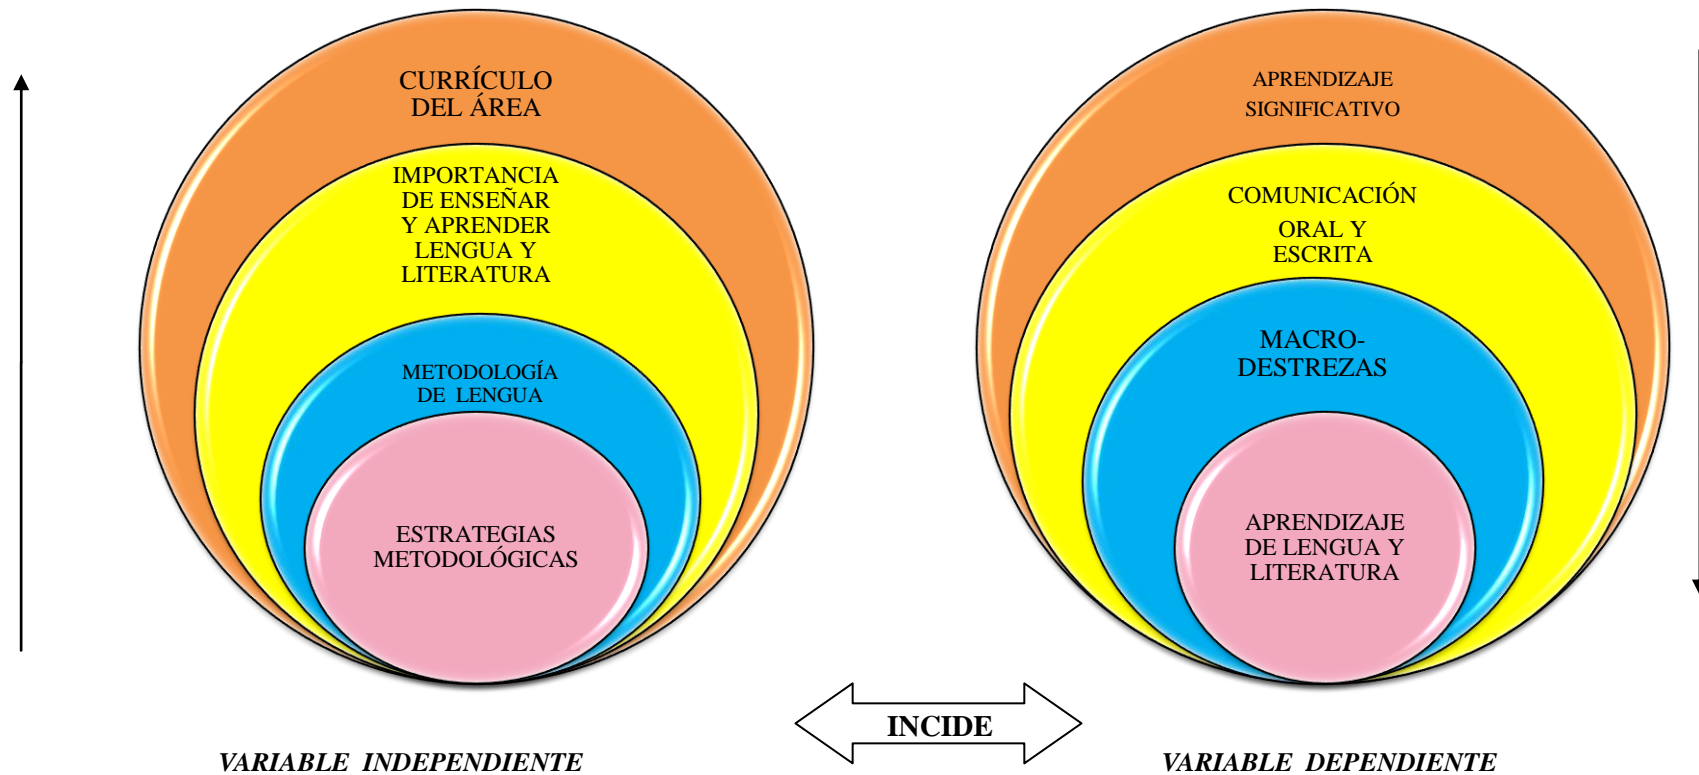 CURRÍCULO
DEL ÁREA
IMPORTANCIA
DE ENSEÑAR
Y APRENDER
LENGUA Y
LITERATURA
METODOLOGÍA
DE LENGUA
ESTRATEGIAS
METODOLÓGICAS
VARIABLE INDEPENDIENTE
INCIDE
APRENDIZAJE
SIGNIFICATIVO
COMUNICACIÓN
ORAL Y
ESCRITA
MACRO-
DESTREZAS
APRENDIZAJE
DE LENGUA Y
LITERATURA
VARIABLE DEPENDIENTE